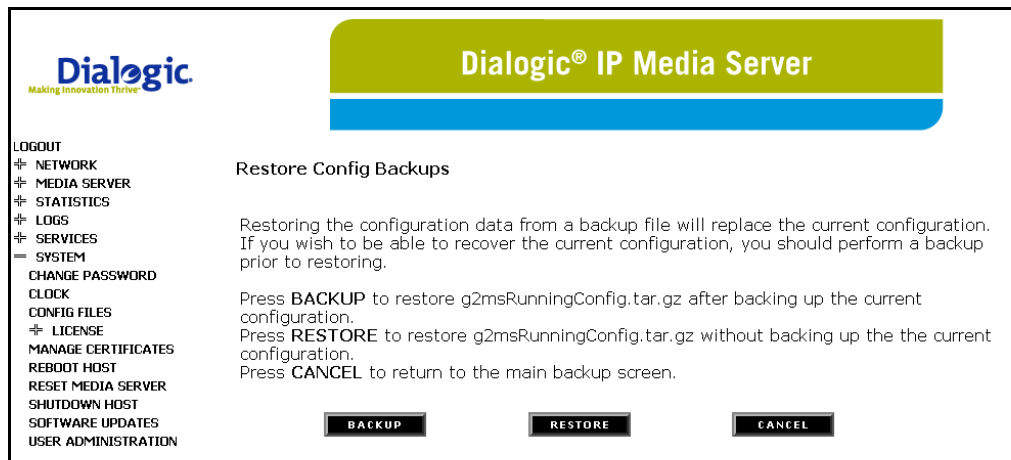 Dialogic.
Making Innovation Thrive™
Dialogic® IP Media Server
LOGOUT
NETWORK
MEDIA SERVER
STATISTICS
LOGS
SERVICES
SYSTEM
CHANGE PASSWORD
CLOCK
CONFIG FILES
LICENSE
MANAGE CERTIFICATES
REBOOT HOST
RESET MEDIA SERVER
SHUTDOWN HOST
SOFTWARE UPDATES
USER ADMINISTRATION
Restore Config Backups
Restoring the configuration data from a backup file will replace the current configuration.
If you wish to be able to recover the current configuration, you should perform a backup
prior to restoring.
Press BACKUP to restore g2msRunningConfig.tar.gz after backing up the current
configuration.
Press RESTORE to restore g2msRunningConfig.tar.gz without backing up the the current
configuration.
Press CANCEL to return to the main backup screen.
BACKUP
RESTORE
CANCEL